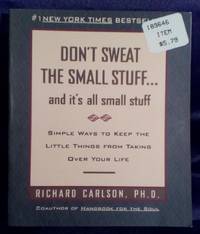 #1 NEW YORK TIMES BESTSE
189646
ITEM
$5.79
DON'T SWEAT
THE SMALL STUFF...
and it's all small stuff
SIMPLE WAYS TO KEEP THE
LITTLE THINGS FROM TAKING
OVER YOUR LIFE
RICHARD CARLSON, PH.D.
COAUTHOR OF HANDBOOK FOR THE SOUL